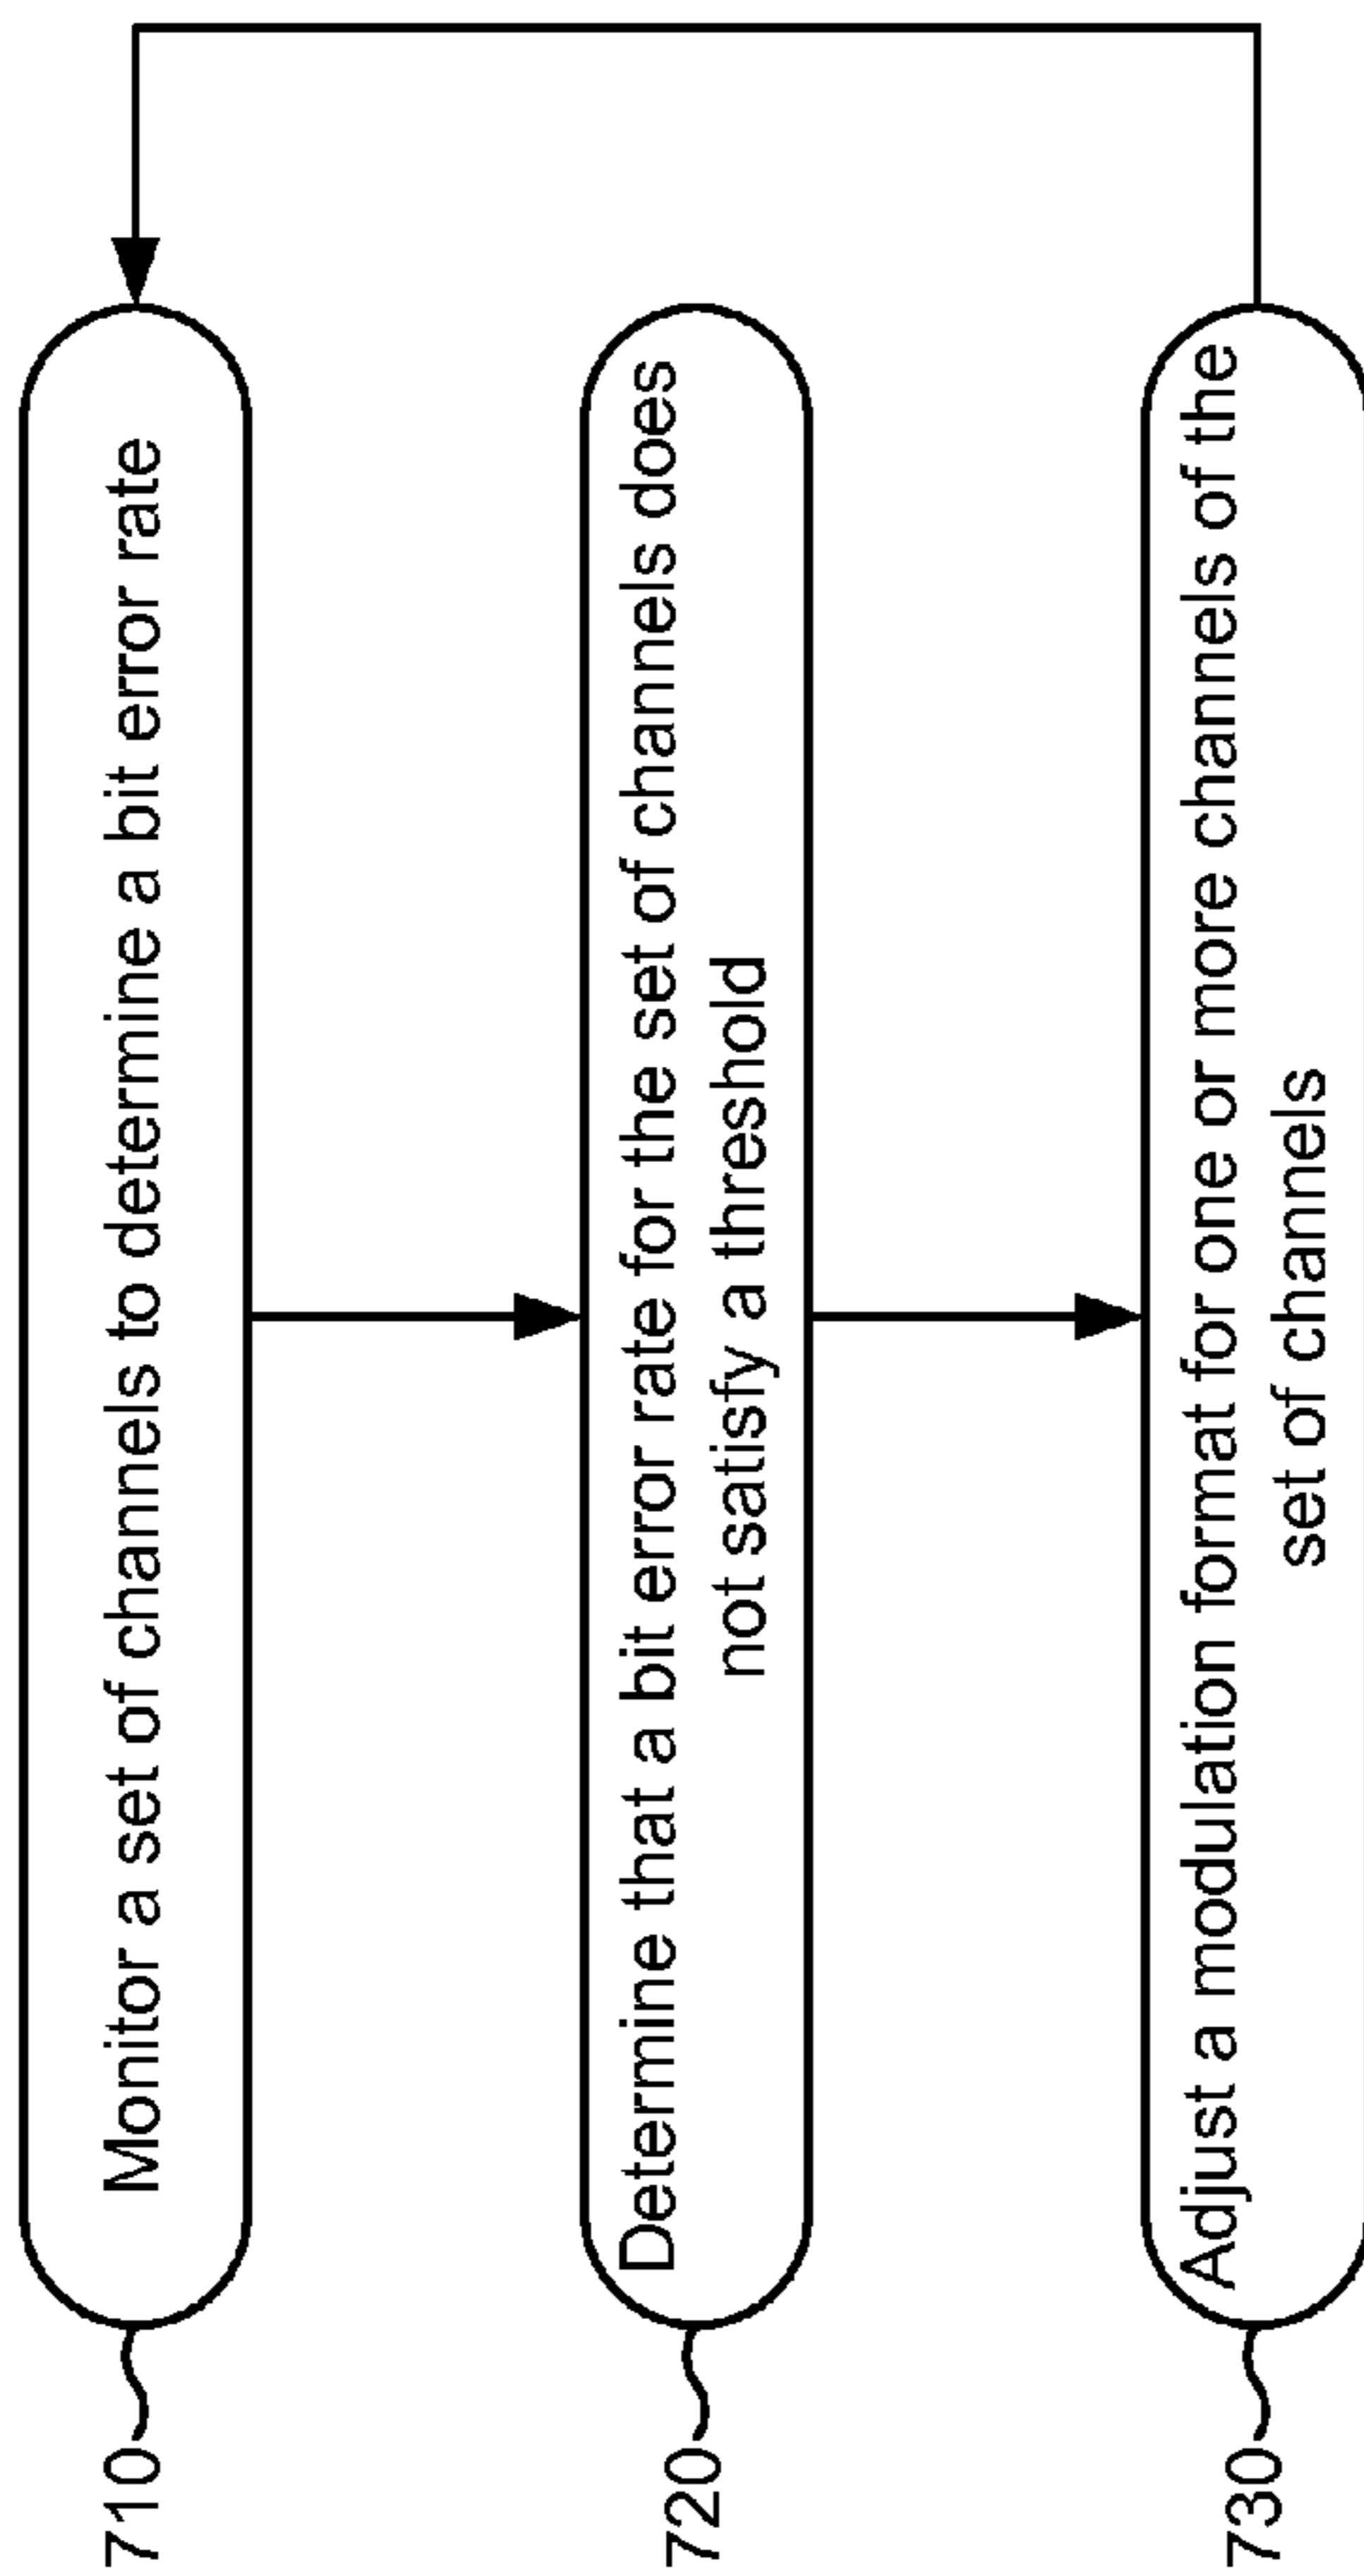 710
Monitor a set of channels to determine a bit error rate
720
Determine that a bit error rate for the set of channels does
not satisfy a threshold
730
Adjust a modulation format for one or more channels of the
set of channels